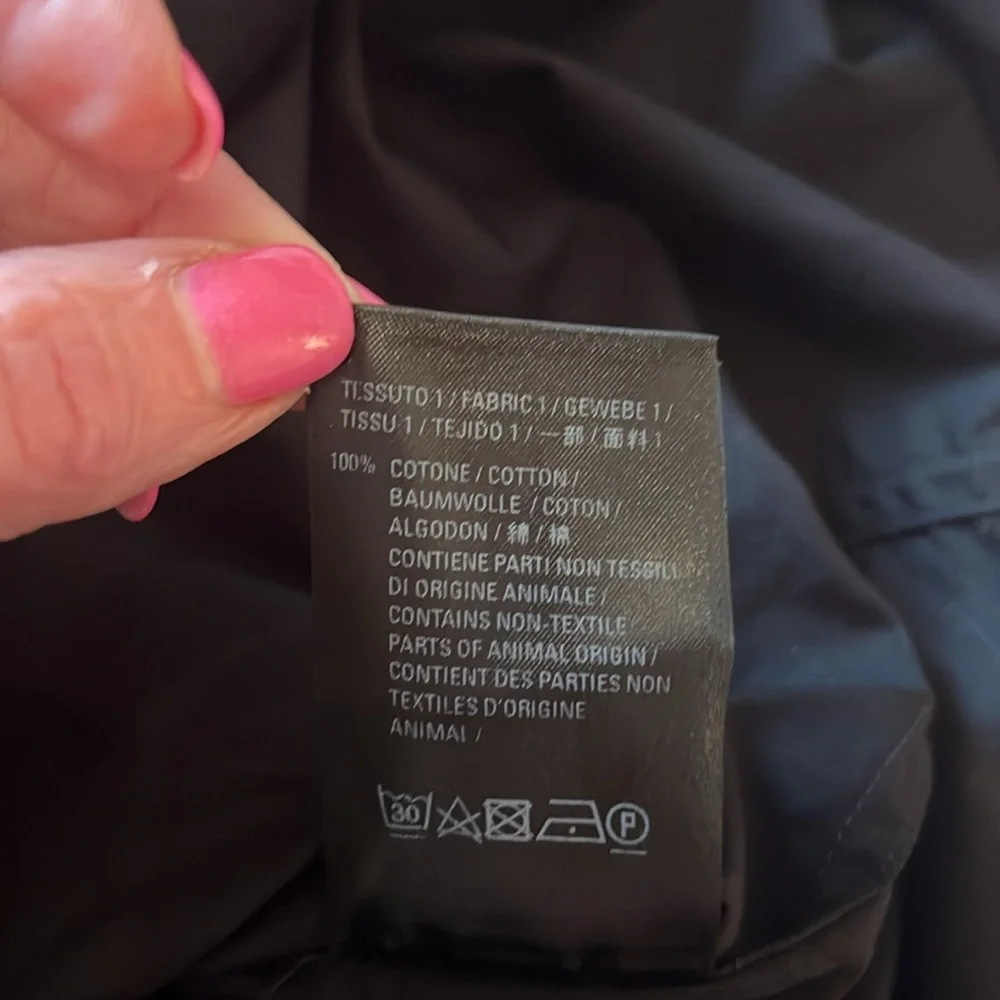 TESSUTO 1 / FABRIC 1 / GEWEBE 1 /
TISSU 1 / TEJIDO 1 / 一部 / 面料 1
100% COTONE / COTTON /
BAUMWOLLE / COTON /
ALGODON / 綿 / 棉
CONTIENE PARTI NON TESSILI
DI ORIGINE ANIMALE /
CONTAINS NON-TEXTILE
PARTS OF ANIMAL ORIGIN /
CONTIENT DES PARTIES NON
TEXTILES D'ORIGINE
ANIMAL /
30 P